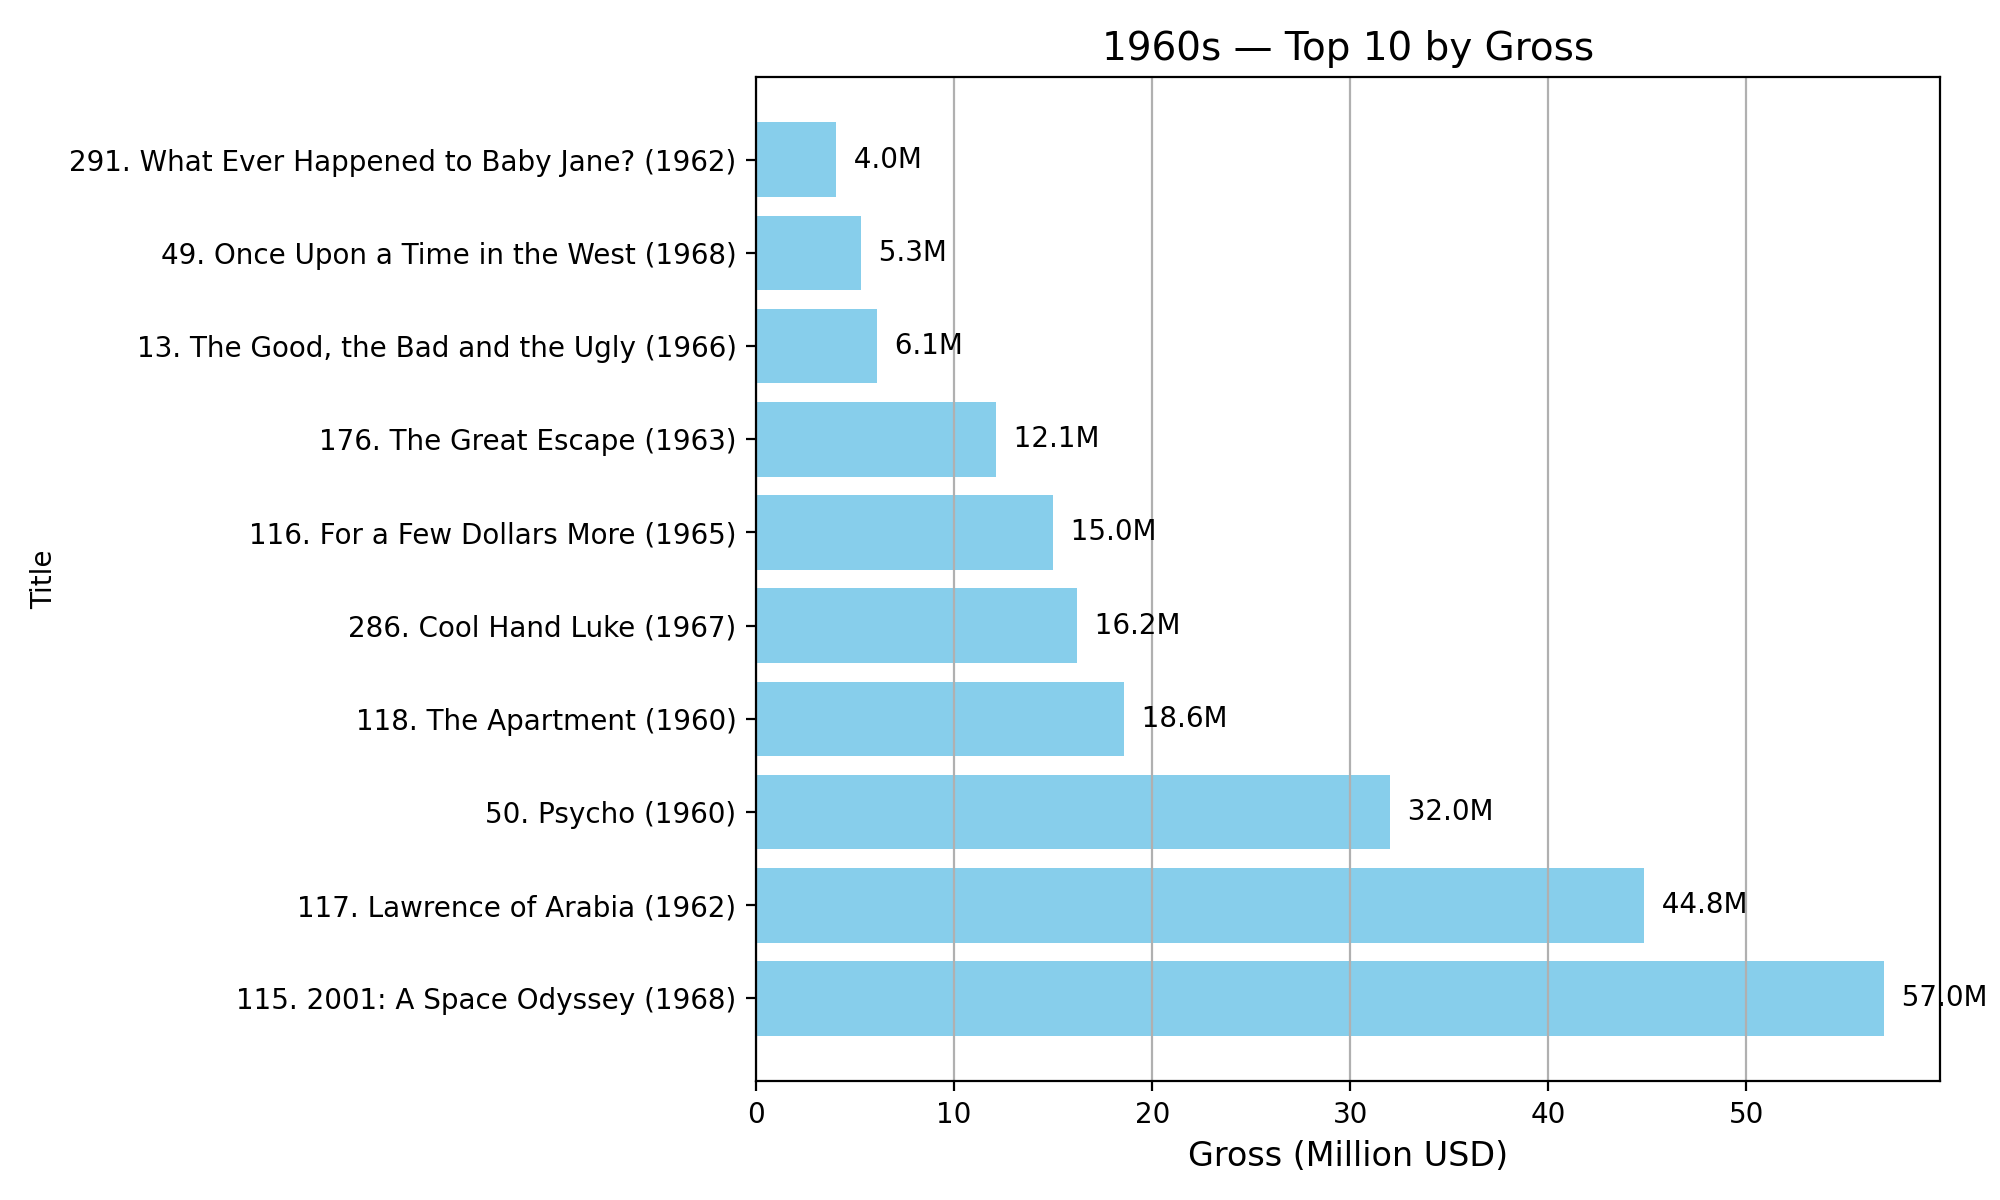 1960s — Top 10 by Gross
291. What Ever Happened to Baby Jane? (1962) 4.0M
49. Once Upon a Time in the West (1968) 5.3M
13. The Good, the Bad and the Ugly (1966) 6.1M
176. The Great Escape (1963) 12.1M
116. For a Few Dollars More (1965) 15.0M
286. Cool Hand Luke (1967) 16.2M
118. The Apartment (1960) 18.6M
50. Psycho (1960) 32.0M
117. Lawrence of Arabia (1962) 44.8M
115. 2001: A Space Odyssey (1968) 57.0M
Title
0 10 20 30 40 50
Gross (Million USD)